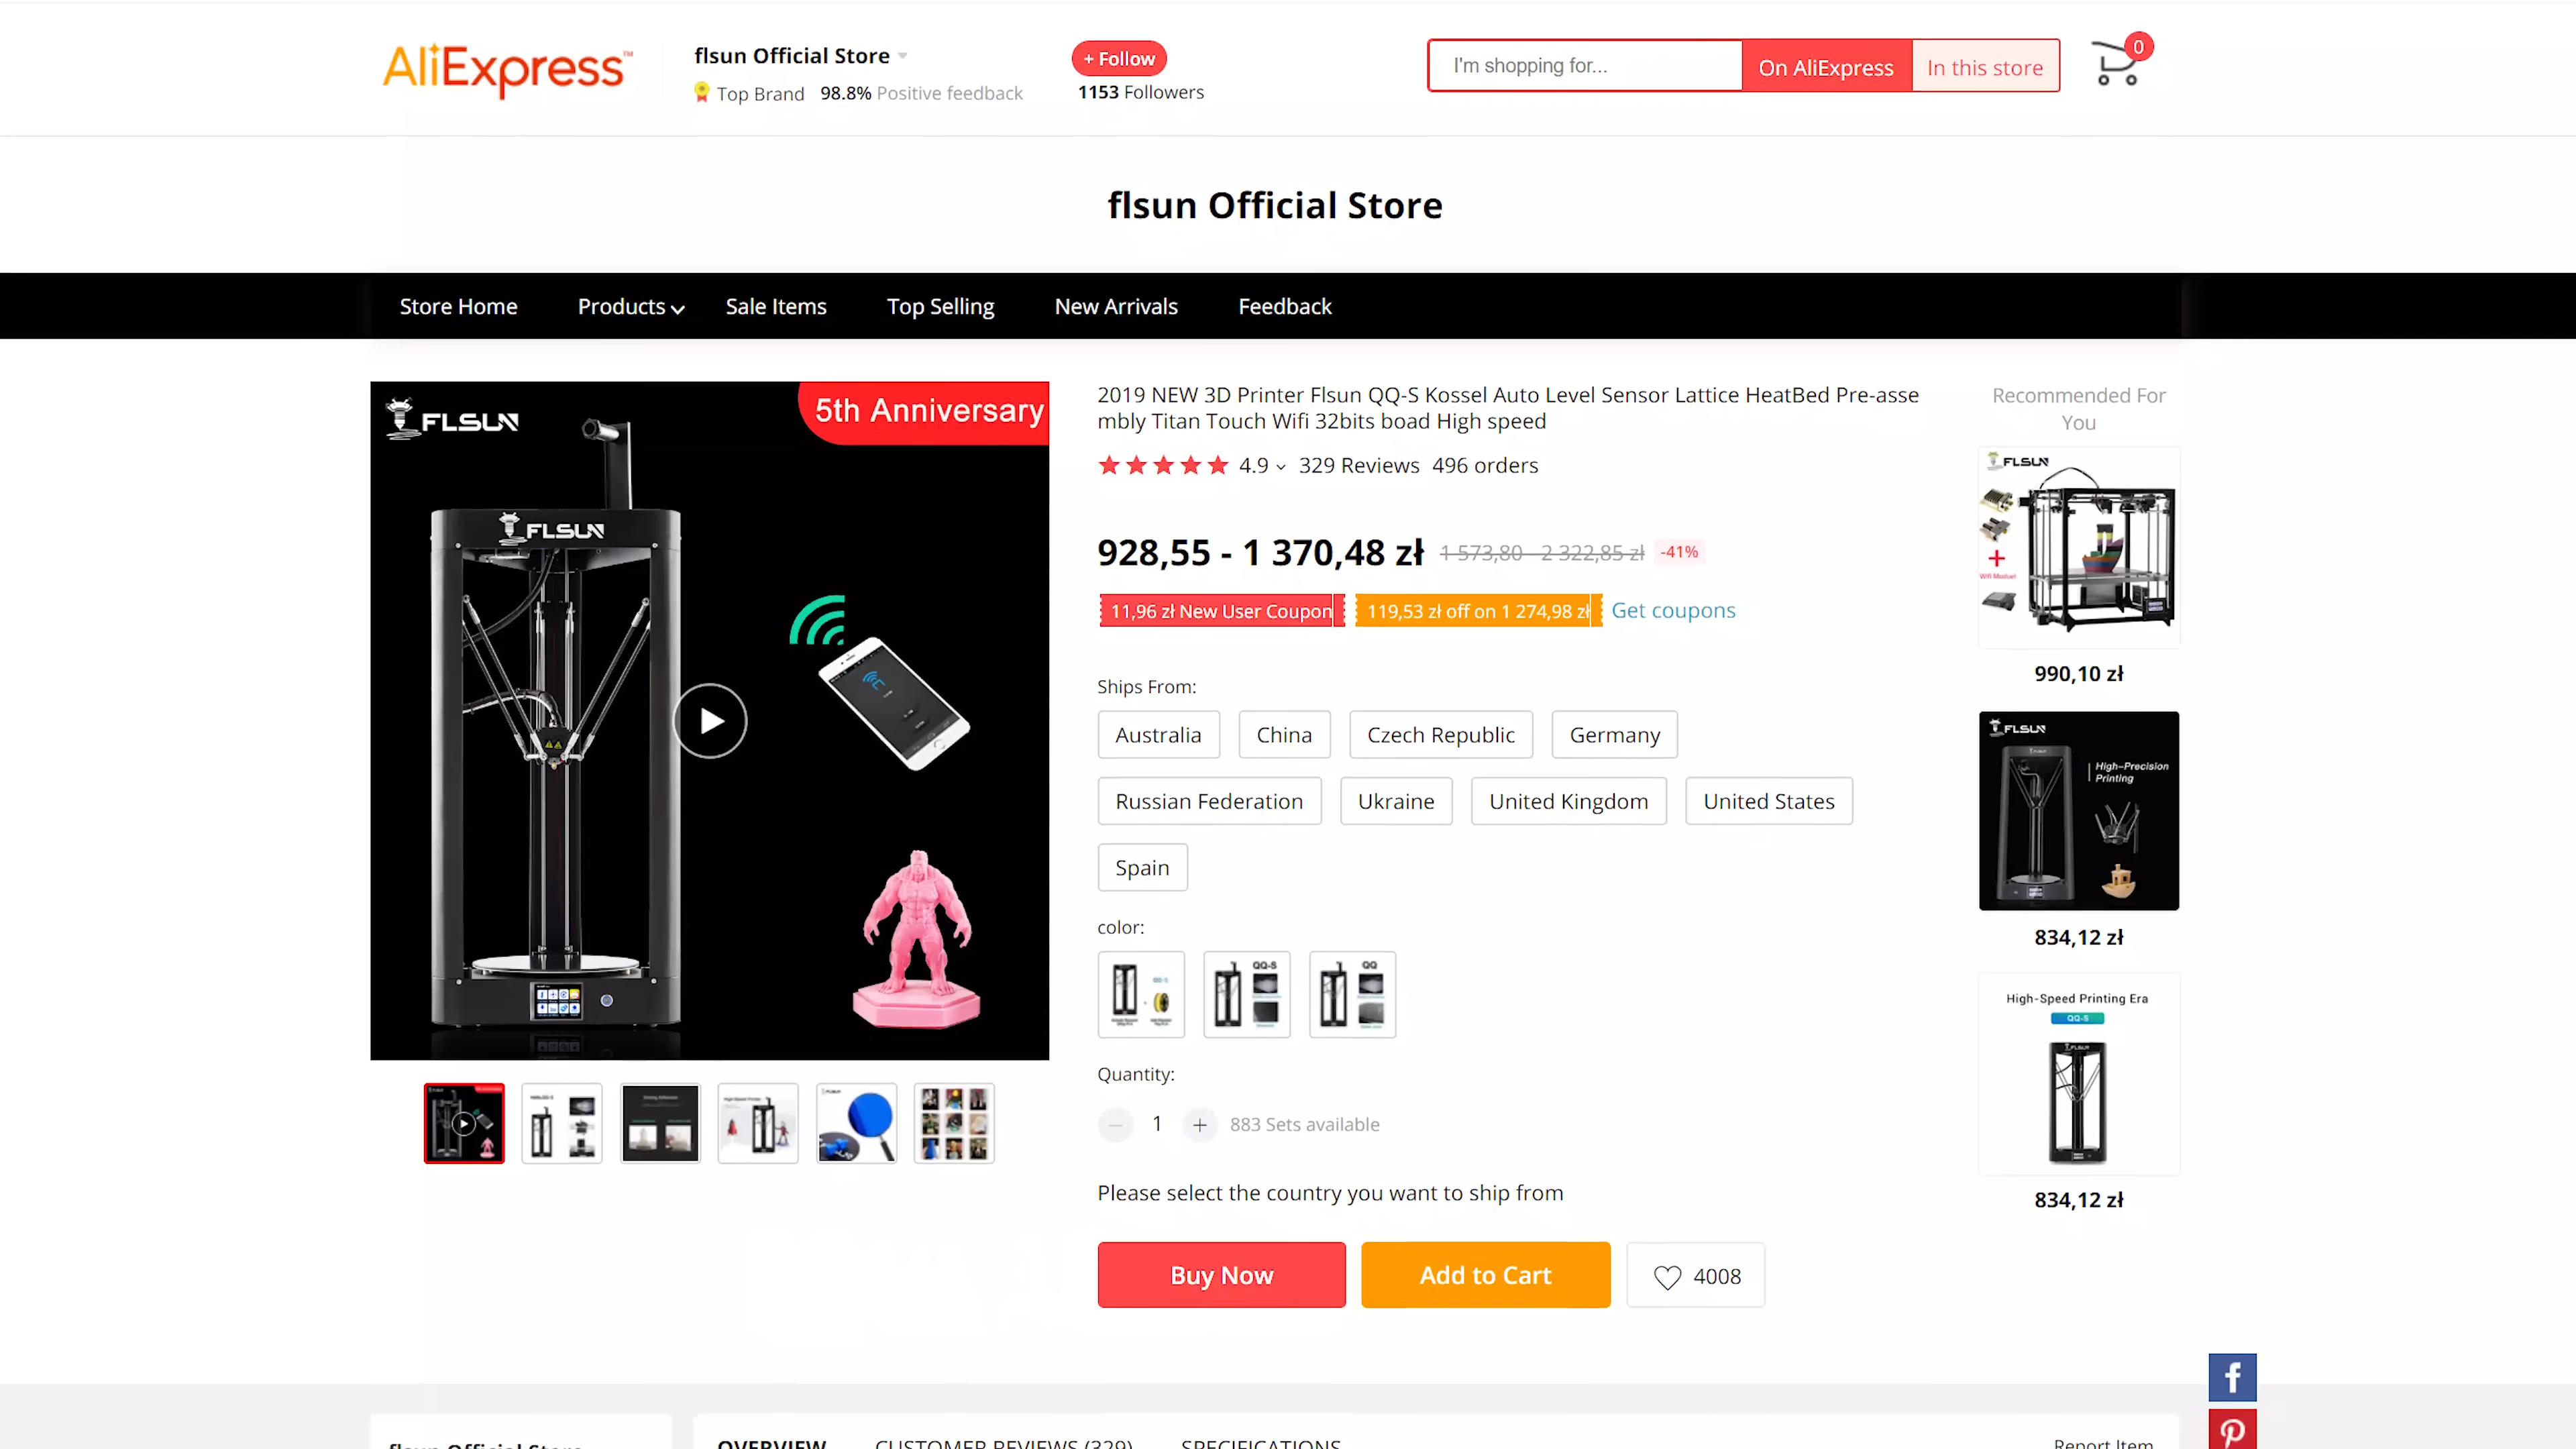 AliExpress™
flsun Official Store
Top Brand 98.8% Positive feedback
+ Follow
1153 Followers
I'm shopping for...
On AliExpress
In this store
0
flsun Official Store
Store Home
Products
Sale Items
Top Selling
New Arrivals
Feedback
FLSUN
5th Anniversary
FLSUN
2019 NEW 3D Printer Flsun QQ-S Kossel Auto Level Sensor Lattice HeatBed Pre-asse
mbly Titan Touch Wifi 32bits boad High speed
4.9 329 Reviews 496 orders
928,55 - 1 370,48 zł 1 573,80 - 2 322,85 zł -41%
11,96 zł New User Coupon 119,53 zł off on 1 274,98 zł Get coupons
Ships From:
Australia
China
Czech Republic
Germany
Russian Federation
Ukraine
United Kingdom
United States
Spain
color:
QQ-S
QQ
Quantity:
1
883 Sets available
Please select the country you want to ship from
Buy Now
Add to Cart
4008
Recommended For
You
FLSUN
990,10 zł
FLSUN
High-Precision
Printing
834,12 zł
High-Speed Printing Era
QQ-S
FLSUN
834,12 zł
flsun Official Store
OVERVIEW
CUSTOMER REVIEWS (329)
SPECIFICATIONS
Report Item